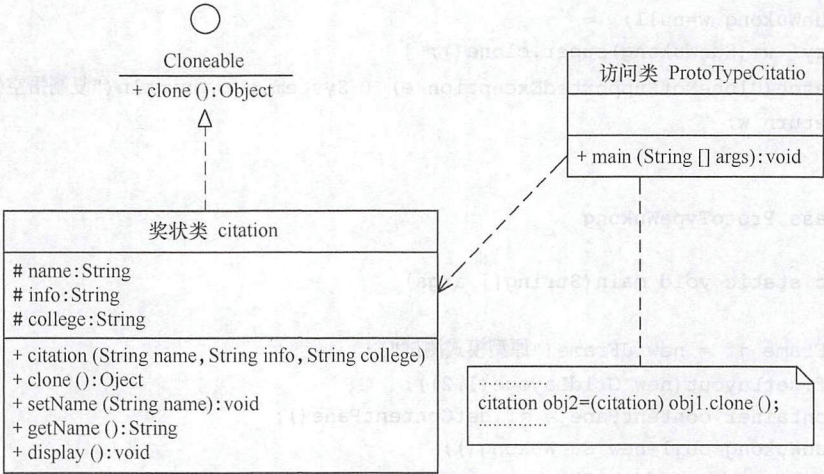 Cloneable
+ clone():Object
访问类 ProtoTypeCitatio
+ main(String [] args):void
奖状类 citation
# name:String
# info:String
# college:String
+ citation(String name,String info,String college)
+ clone():Oject
+ setName(String name):void
+ getName():String
+ display():void
citation obj2=(citation) obj1.clone();
........